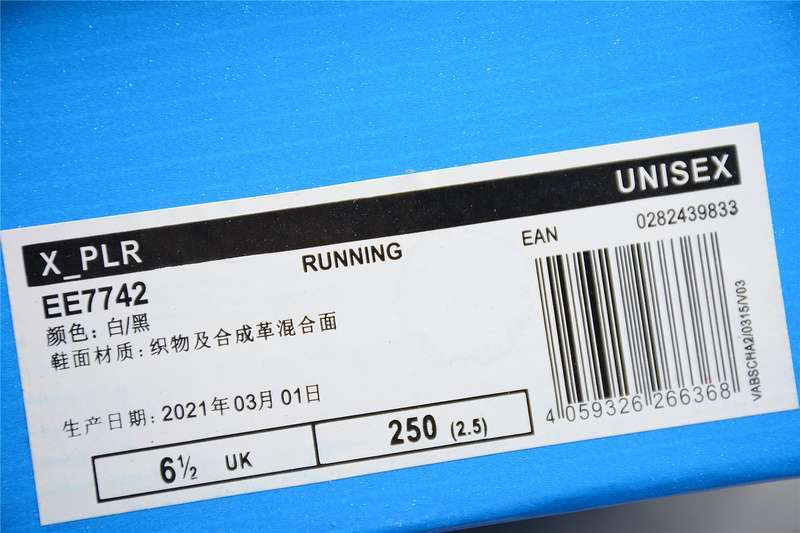 X_PLR
UNISEX
EE7742
RUNNING
EAN
0282439833
颜色: 白/黑
鞋面材质: 织物及合成革混合面
生产日期: 2021年03月01日
6½ UK
250 (2.5)
4 059326 266368
VABSCHA2/0315/V03